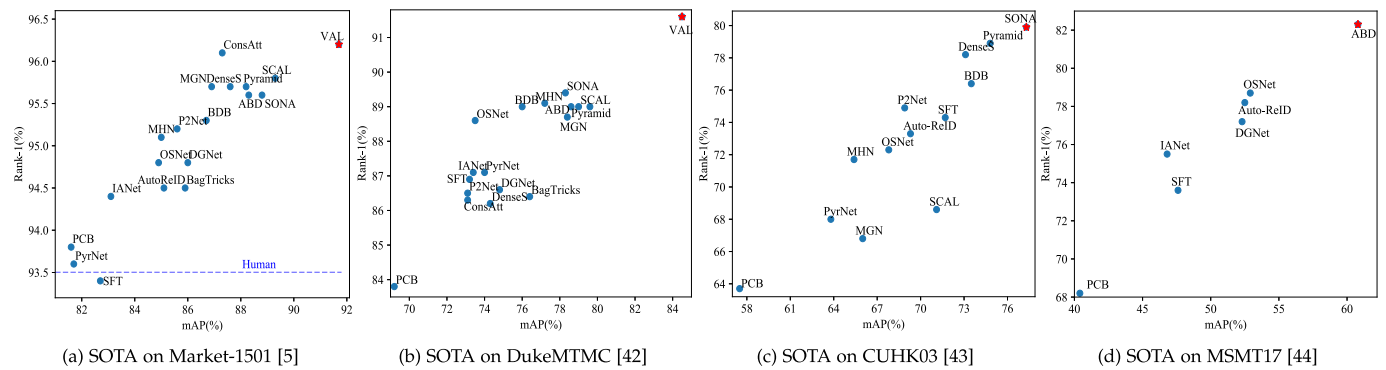 96.5
96.0
95.5
95.0
94.5
94.0
93.5
Rank-1(%)
VAL
ConsAtt
SCAL
MGN
DenseS
Pyramid
ABD
SONA
BDB
P2Net
MHN
OSNet
DGNet
AutoReID
BagTricks
IANet
PCB
PyrNet
SFT
Human
82
84
86
88
90
92
mAP(%)
(a) SOTA on Market-1501 [5]
91
90
89
88
87
86
85
84
Rank-1(%)
VAL
SONA
BDB
MHN
ABD
SCAL
Pyramid
MGN
OSNet
IANet
PyrNet
SFT
P2Net
DGNet
BagTricks
DenseS
ConsAtt
PCB
70
72
74
76
78
80
82
84
mAP(%)
(b) SOTA on DukeMTMC [42]
80
78
76
74
72
70
68
66
64
Rank-1(%)
SONA
Pyramid
DenseS
BDB
P2Net
SFT
Auto-ReID
OSNet
MHN
SCAL
PyrNet
MGN
PCB
58
61
64
67
70
73
76
mAP(%)
(c) SOTA on CUHK03 [43]
82
80
78
76
74
72
70
68
Rank-1(%)
ABD
OSNet
Auto-ReID
DGNet
IANet
SFT
PCB
40
45
50
55
60
mAP(%)
(d) SOTA on MSMT17 [44]